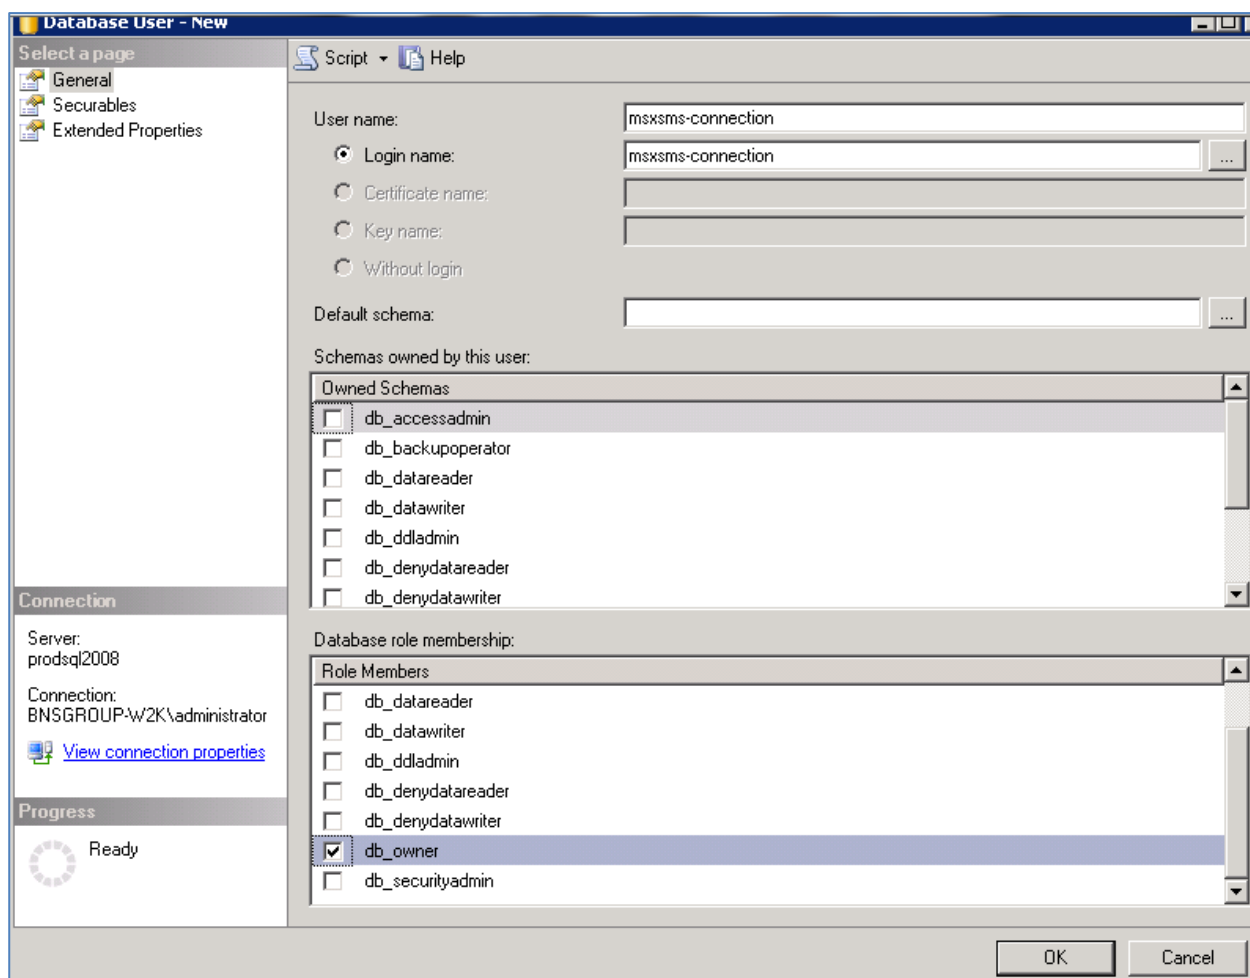 Database User - New
Select a page
General
Securables
Extended Properties
Script Help
User name: msxsms-connection
Login name: msxsms-connection ...
Certificate name:
Key name:
Without login
Default schema: ...
Schemas owned by this user:
Owned Schemas
db_accessadmin
db_backupoperator
db_datareader
db_datawriter
db_ddladmin
db_denydatareader
db_denydatawriter
Database role membership:
Role Members
db_datareader
db_datawriter
db_ddladmin
db_denydatareader
db_denydatawriter
db_owner
db_securityadmin
Connection
Server:
prodsql2008
Connection:
BNSGROUP-W2K\administrator
View connection properties
Progress
Ready
OK Cancel